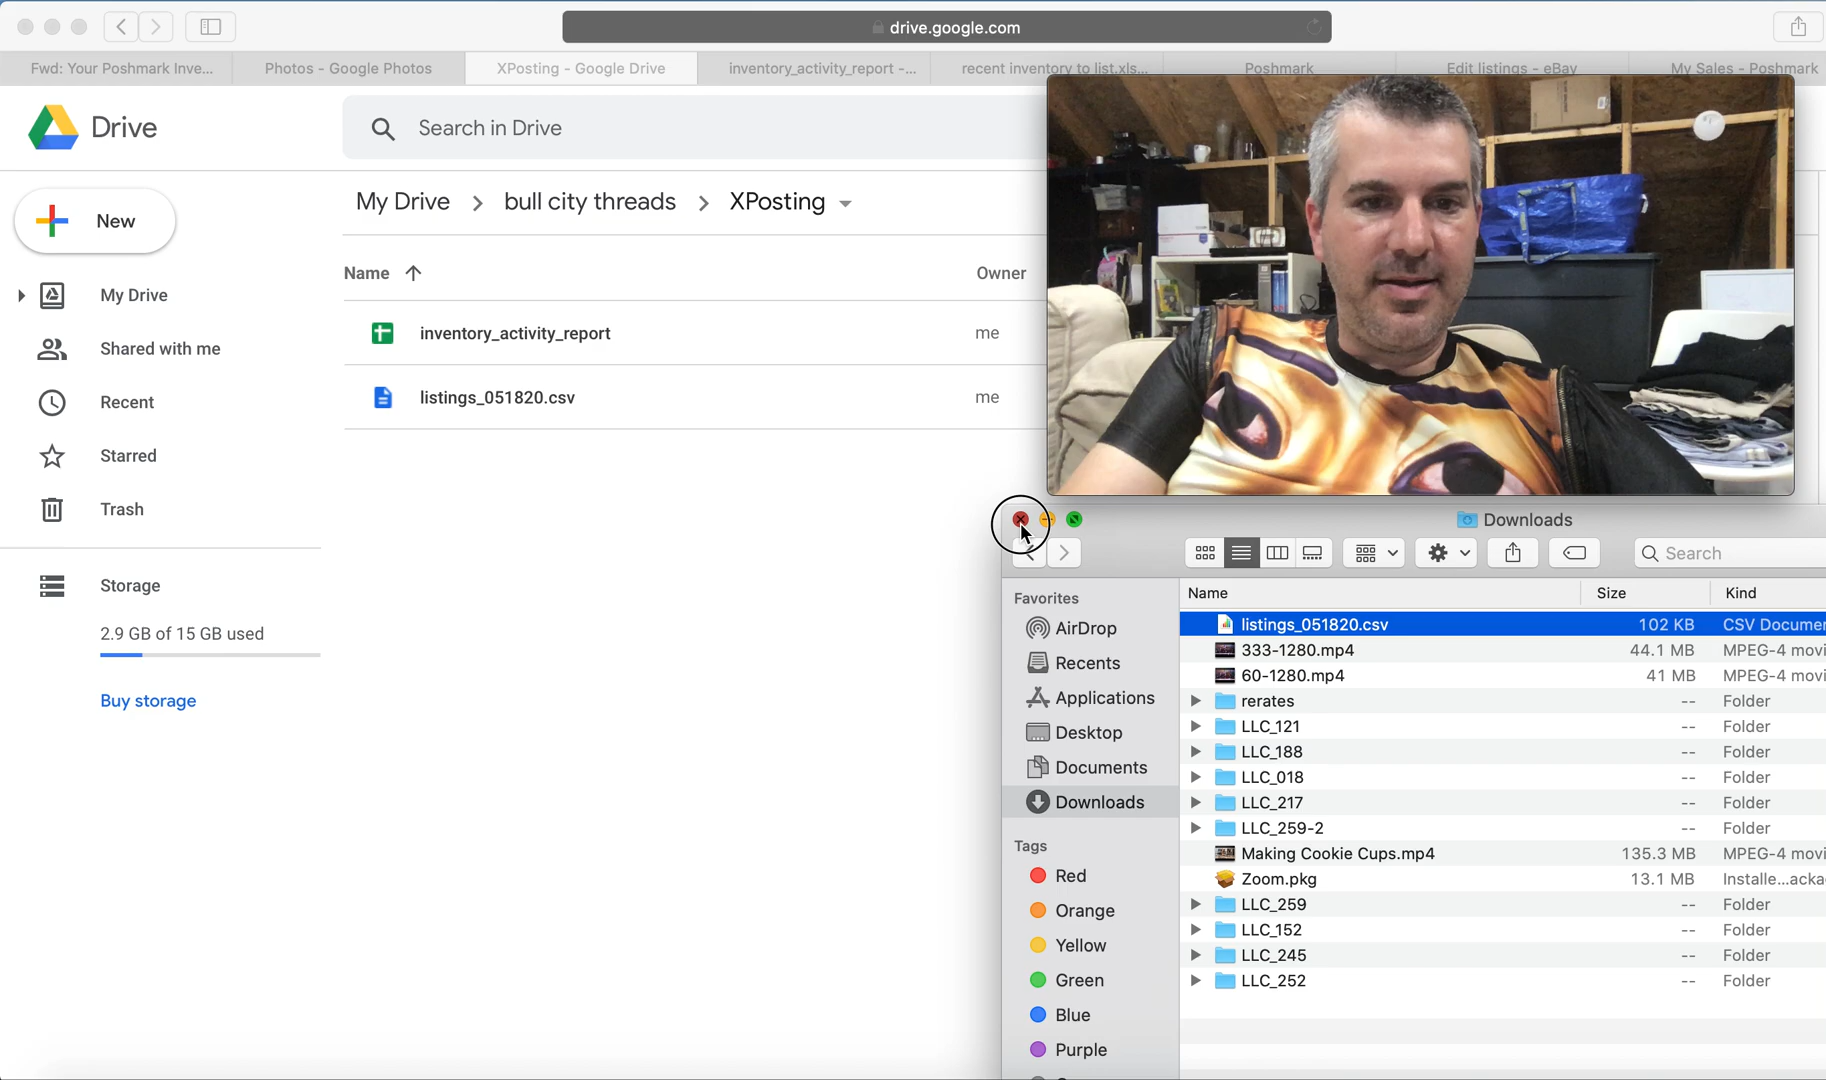 drive.google.com
Fwd: Your Poshmark Inve...
Photos - Google Photos
XPosting - Google Drive
inventory_activity_report -...
recent inventory to list.xls...
Poshmark
Edit listings - eBay
My Sales - Poshmark
Drive
Search in Drive
New
My Drive
Shared with me
Recent
Starred
Trash
Storage
2.9 GB of 15 GB used
Buy storage
My Drive > bull city threads > XPosting
Name Owner
inventory_activity_report me
listings_051820.csv me
Downloads
Search
Favorites
AirDrop
Recents
Applications
Desktop
Documents
Downloads
Tags
Red
Orange
Yellow
Green
Blue
Purple
Name Size Kind
listings_051820.csv 102 KB CSV Documen
333-1280.mp4 44.1 MB MPEG-4 movi
60-1280.mp4 41 MB MPEG-4 movi
rerates -- Folder
LLC_121 -- Folder
LLC_188 -- Folder
LLC_018 -- Folder
LLC_217 -- Folder
LLC_259-2 -- Folder
Making Cookie Cups.mp4 135.3 MB MPEG-4 movi
Zoom.pkg 13.1 MB Installe...acka
LLC_259 -- Folder
LLC_152 -- Folder
LLC_245 -- Folder
LLC_252 -- Folder